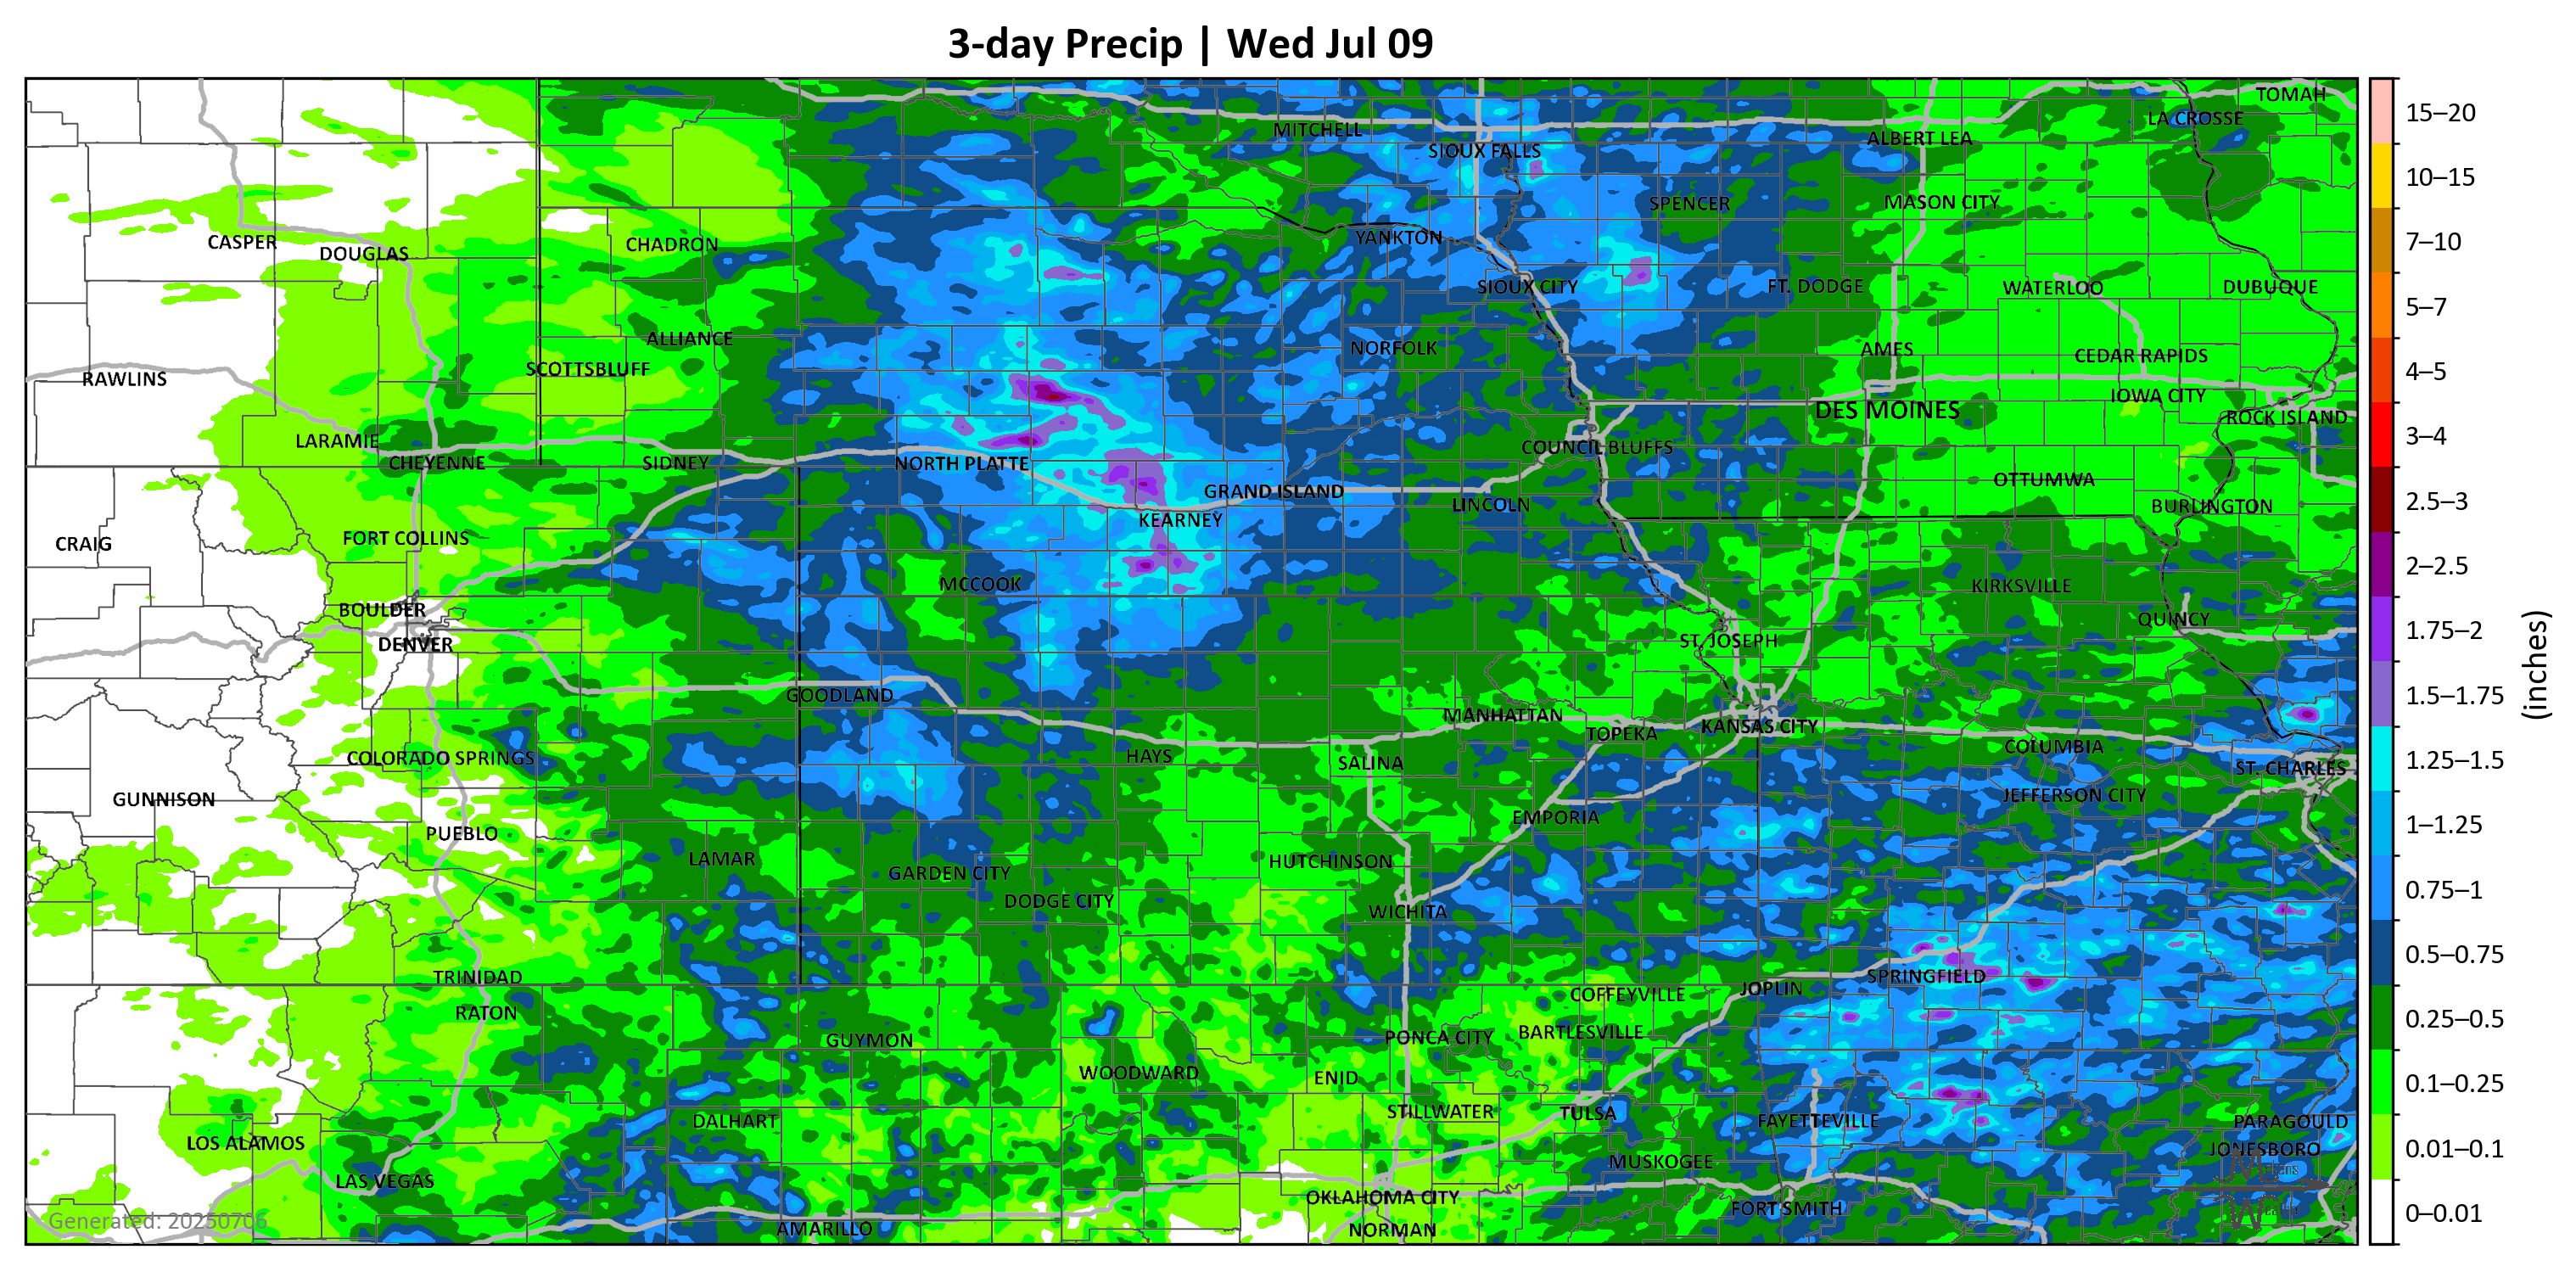 3-day Precip | Wed Jul 09
TOMAH
LA CROSSE
MITCHELL
ALBERT LEA
SIOUX FALLS
MASON CITY
SPENCER
YANKTON
CASPER
CHADRON
DOUGLAS
SIOUX CITY
FT. DODGE
WATERLOO
DUBUQUE
ALLIANCE
NORFOLK
AMES
CEDAR RAPIDS
SCOTTSBLUFF
RAWLINS
IOWA CITY
DES MOINES
ROCK ISLAND
LARAMIE
COUNCIL BLUFFS
CHEYENNE
SIDNEY
NORTH PLATTE
OTTUMWA
GRAND ISLAND
LINCOLN
BURLINGTON
KEARNEY
FORT COLLINS
CRAIG
MCCOOK
KIRKSVILLE
BOULDER
QUINCY
DENVER
ST. JOSEPH
GOODLAND
MANHATTAN
KANSAS CITY
TOPEKA
COLUMBIA
HAYS
COLORADO SPRINGS
SALINA
ST. CHARLES
GUNNISON
JEFFERSON CITY
EMPORIA
PUEBLO
LAMAR
HUTCHINSON
GARDEN CITY
DODGE CITY
WICHITA
TRINIDAD
SPRINGFIELD
JOPLIN
COFFEYVILLE
RATON
BARTLESVILLE
PONCA CITY
GUYMON
WOODWARD
ENID
STILLWATER
TULSA
DALHART
FAYETTEVILLE
PARAGOULD
LOS ALAMOS
JONESBORO
MUSKOGEE
LAS VEGAS
OKLAHOMA CITY
FORT SMITH
Generated: 20250706
AMARILLO
NORMAN
15–20
10–15
7–10
5–7
4–5
3–4
2.5–3
2–2.5
1.75–2
1.5–1.75
1.25–1.5
1–1.25
0.75–1
0.5–0.75
0.25–0.5
0.1–0.25
0.01–0.1
0–0.01
(inches)